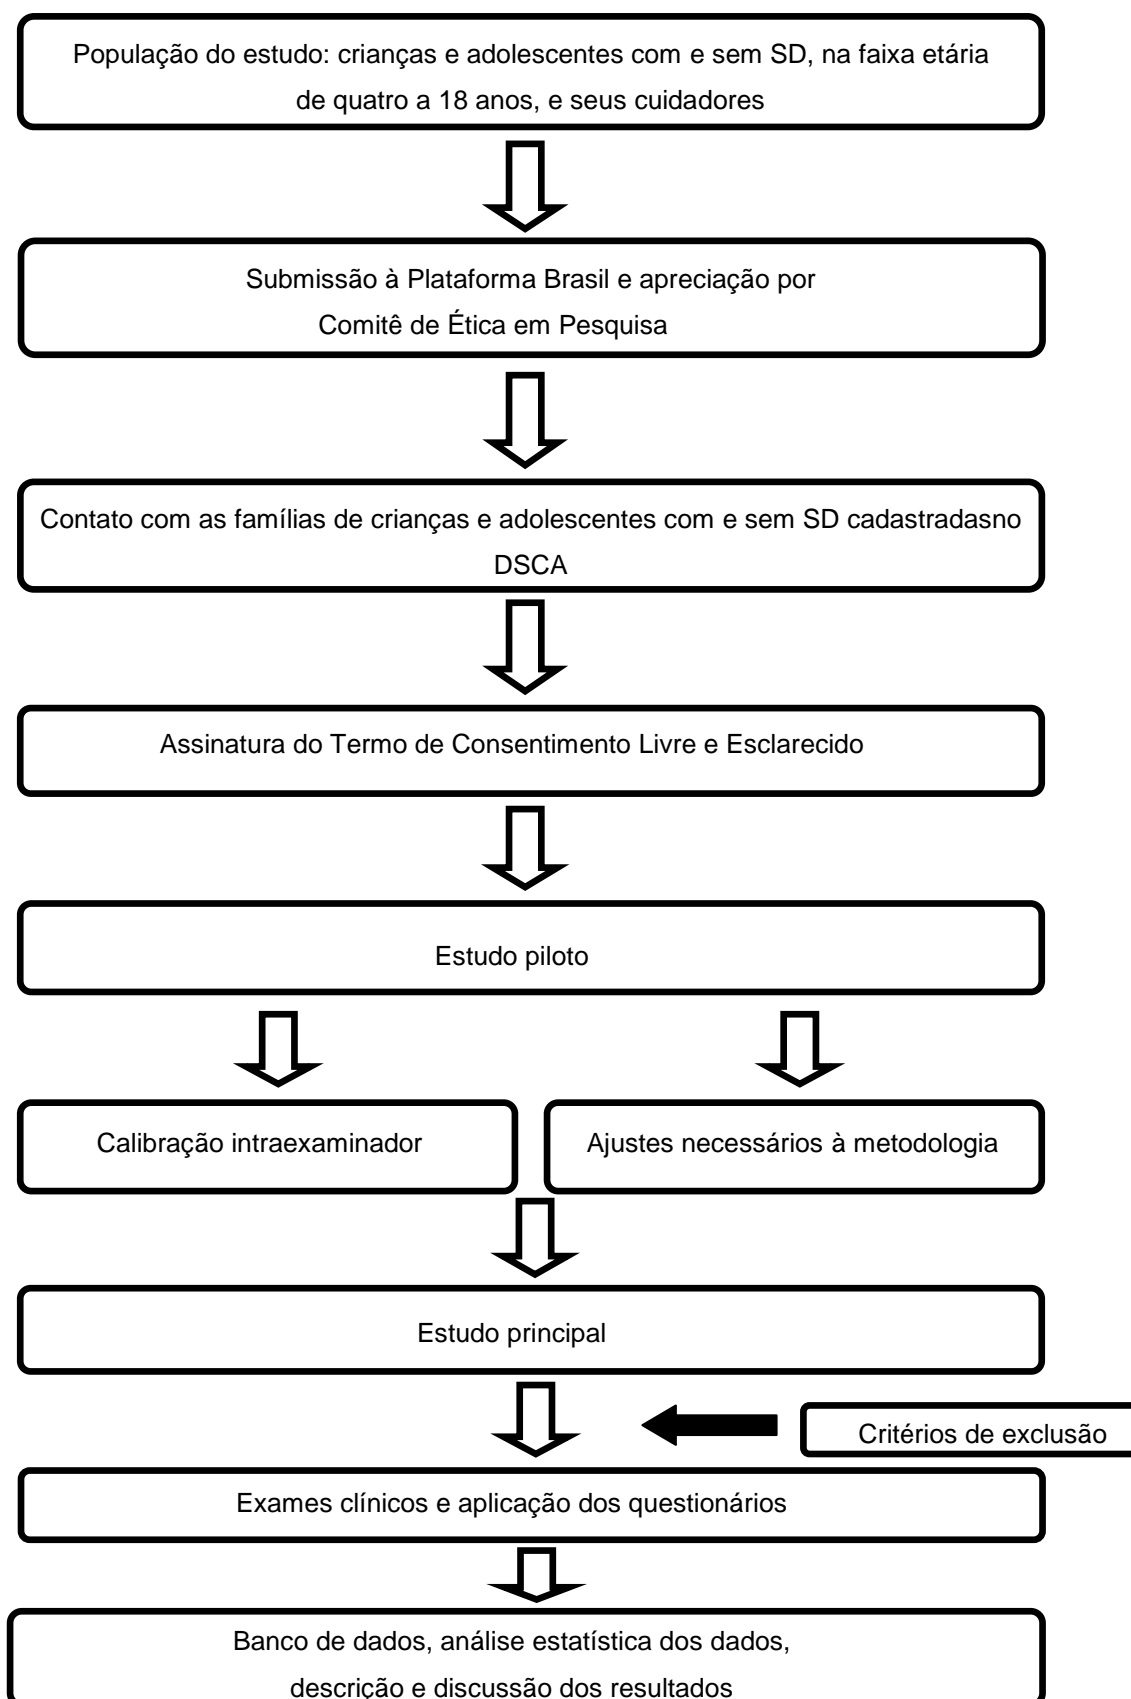 População do estudo: crianças e adolescentes com e sem SD, na faixa etária
de quatro a 18 anos, e seus cuidadores
Submissão à Plataforma Brasil e apreciação por
Comitê de Ética em Pesquisa
Contato com as famílias de crianças e adolescentes com e sem SD cadastradasno
DSCA
Assinatura do Termo de Consentimento Livre e Esclarecido
Estudo piloto
Calibração intraexaminador
Ajustes necessários à metodologia
Estudo principal
Critérios de exclusão
Exames clínicos e aplicação dos questionários
Banco de dados, análise estatística dos dados,
descrição e discussão dos resultados